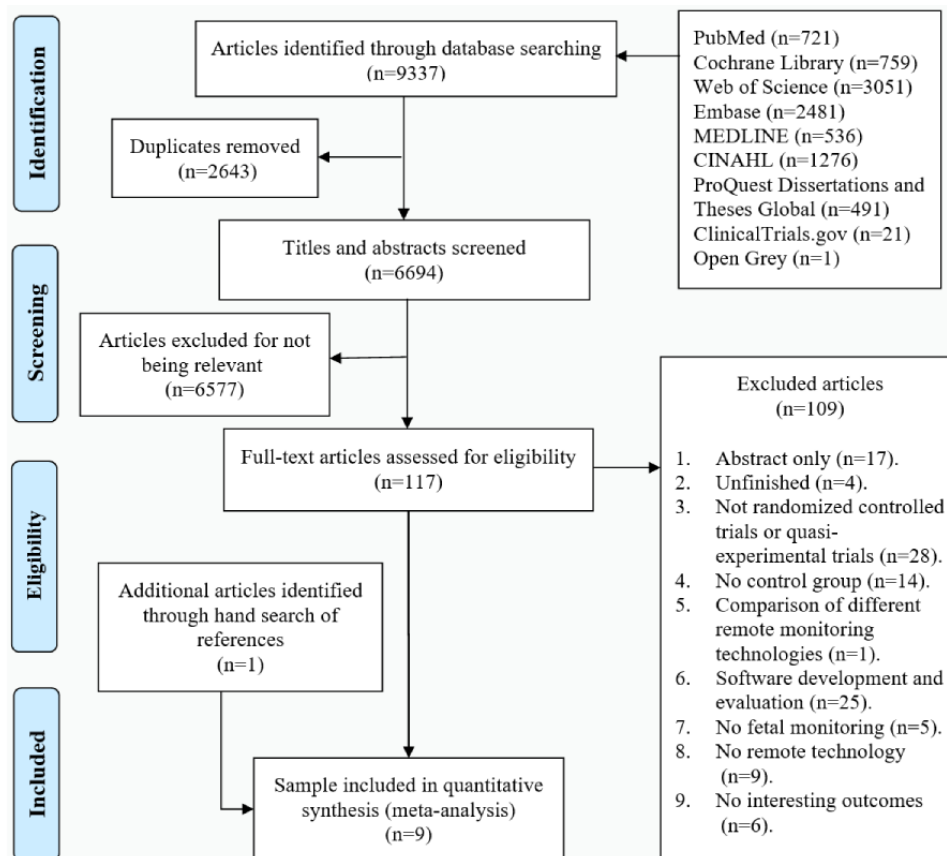 Identification
Articles identified through database searching
(n=9337)
PubMed (n=721)
Cochrane Library (n=759)
Web of Science (n=3051)
Embase (n=2481)
MEDLINE (n=536)
CINAHL (n=1276)
ProQuest Dissertations and
Theses Global (n=491)
ClinicalTrials.gov (n=21)
Open Grey (n=1)
Duplicates removed
(n=2643)
Screening
Titles and abstracts screened
(n=6694)
Articles excluded for not
being relevant
(n=6577)
Eligibility
Full-text articles assessed for eligibility
(n=117)
Excluded articles
(n=109)
1. Abstract only (n=17).
2. Unfinished (n=4).
3. Not randomized controlled
trials or quasi-
experimental trials (n=28).
4. No control group (n=14).
5. Comparison of different
remote monitoring
technologies (n=1).
6. Software development and
evaluation (n=25).
7. No fetal monitoring (n=5).
8. No remote technology
(n=9).
9. No interesting outcomes
(n=6).
Additional articles identified
through hand search of
references
(n=1)
Included
Sample included in quantitative
synthesis (meta-analysis)
(n=9)